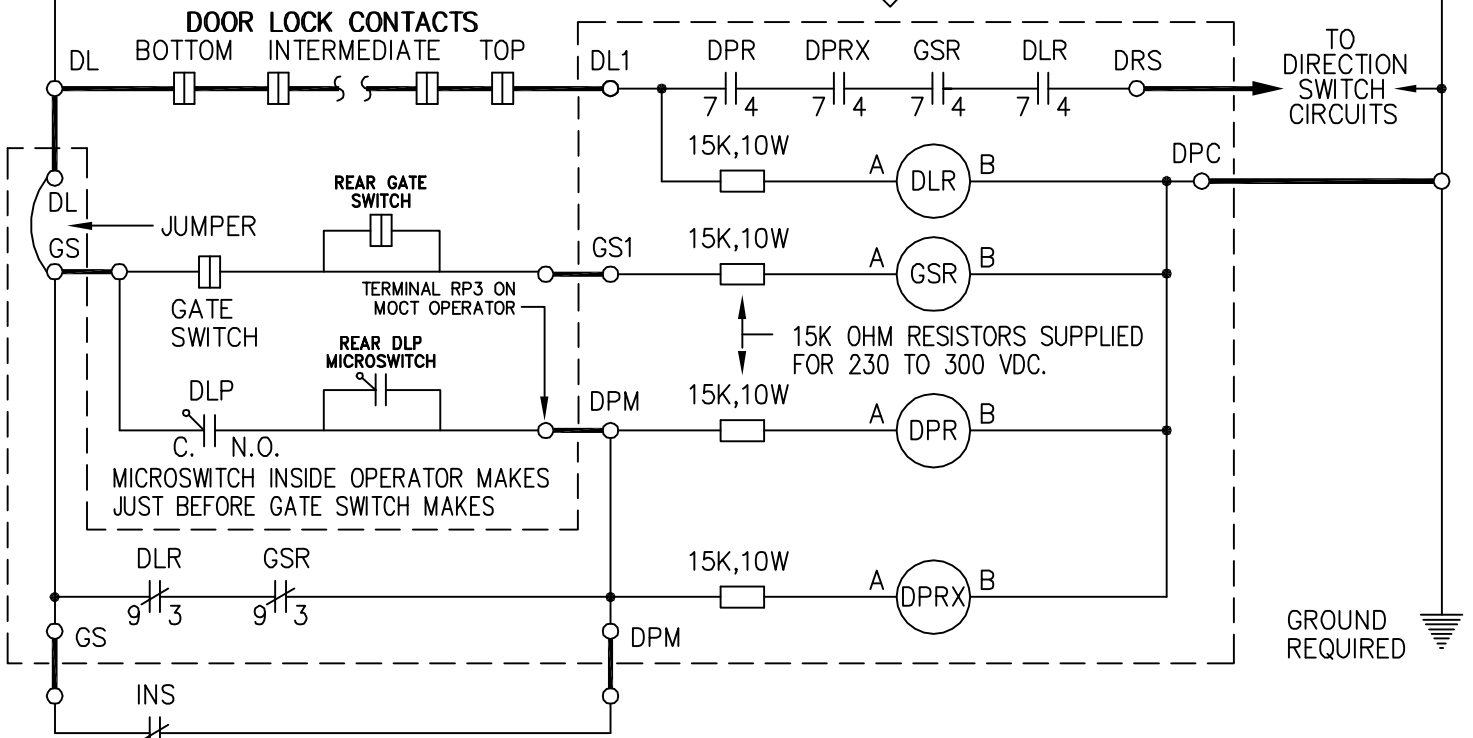 DOOR LOCK CONTACTS
DL
BOTTOM
INTERMEDIATE
TOP
DL1
DPR
DPRX
GSR
DLR
DRS
TO
DIRECTION
SWITCH
CIRCUITS
7 4
7 4
7 4
7 4
15K,10W
A
DLR
B
DPC
DL
JUMPER
GS
REAR GATE
SWITCH
GS1
15K,10W
A
GSR
B
GATE
SWITCH
TERMINAL RP3 ON
MOCT OPERATOR
15K OHM RESISTORS SUPPLIED
FOR 230 TO 300 VDC.
REAR DLP
MICROSWITCH
DLP
C. N.O.
DPM
15K,10W
A
DPR
B
MICROSWITCH INSIDE OPERATOR MAKES
JUST BEFORE GATE SWITCH MAKES
DLR
GSR
9 3
9 3
15K,10W
A
DPRX
B
GS
DPM
GROUND
REQUIRED
INS